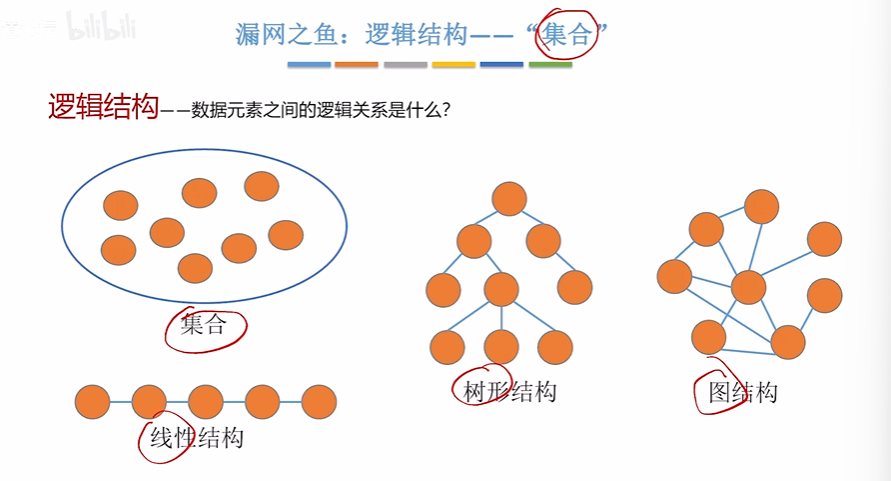 bilibili
漏网之鱼：逻辑结构——“集合”
逻辑结构——数据元素之间的逻辑关系是什么？
集合
树形结构
图结构
线性结构